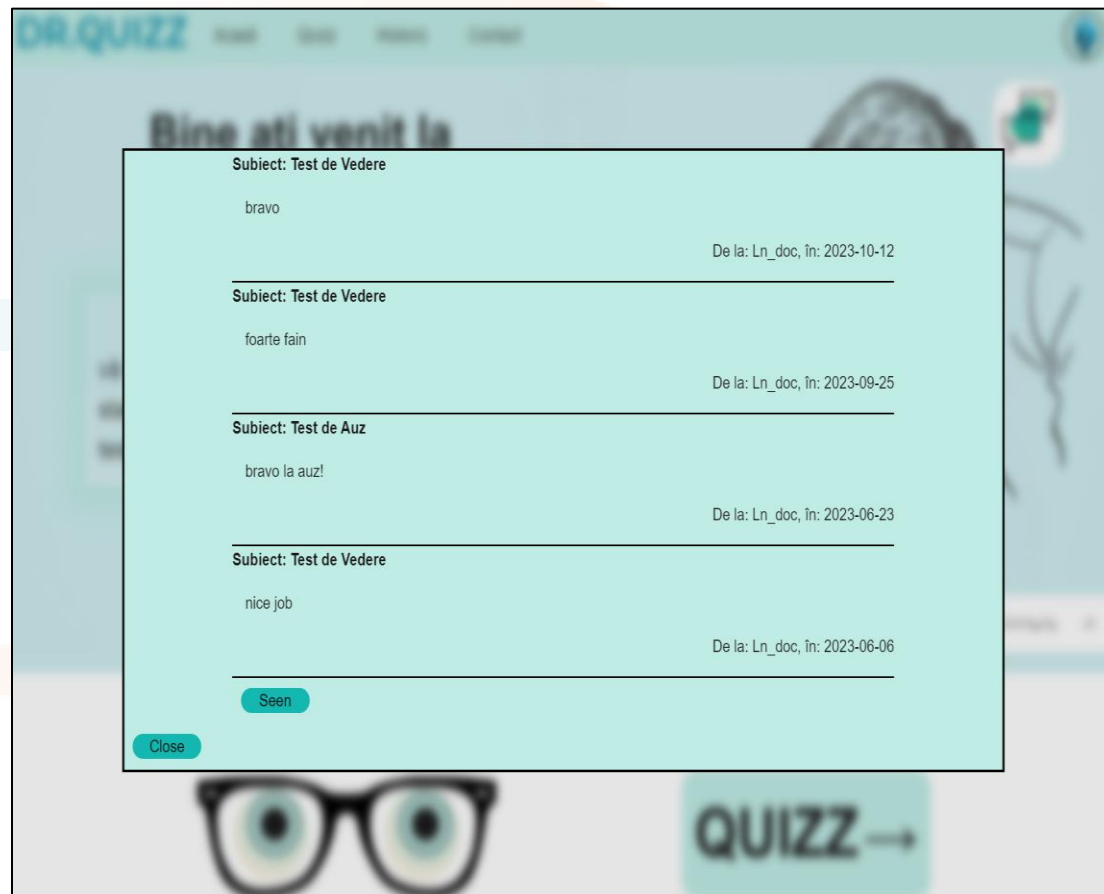 DR.QUIZZ
Bine ati venit la
Subiect: Test de Vedere
bravo
De la: Ln_doc, în: 2023-10-12
Subiect: Test de Vedere
foarte fain
De la: Ln_doc, în: 2023-09-25
Subiect: Test de Auz
bravo la auz!
De la: Ln_doc, în: 2023-06-23
Subiect: Test de Vedere
nice job
De la: Ln_doc, în: 2023-06-06
Seen
Close
QUIZZ→